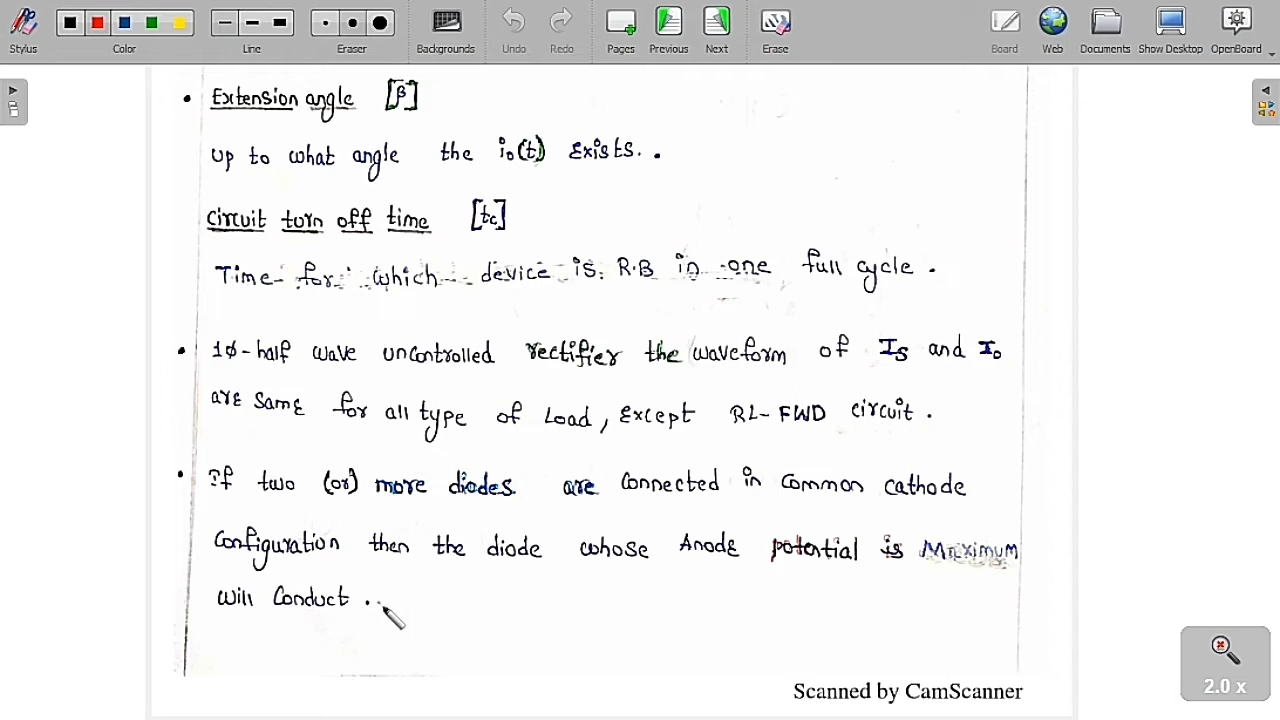 Stylus
Color
Line
Eraser
Backgrounds
Undo
Redo
Pages
Previous
Next
Erase
Board
Web
Documents
Show Desktop
OpenBoard
• Extension angle [β]
Up to what angle the i₀(t) Exists. .
Circuit turn off time [tc]
Time for which device is R.B in one full cycle .
• 1ϕ-half wave uncontrolled rectifier the waveform of Is and I₀
are same for all type of Load, Except RL-FWD circuit .
• If two (or) more diodes are connected in common cathode
configuration then the diode whose Anode potential is Maximum
will conduct . .
Scanned by CamScanner
2.0 x